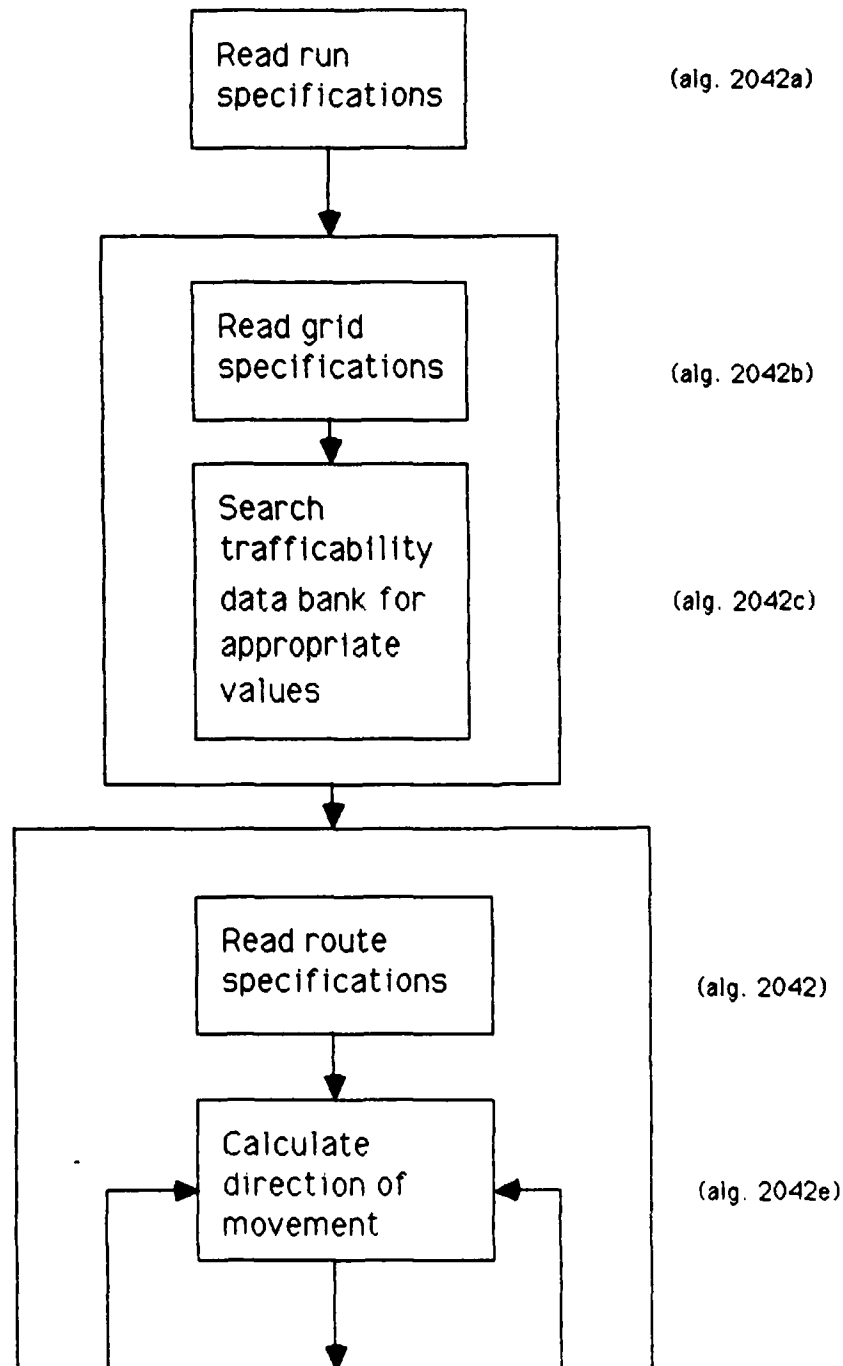 Read run
specifications
(alg. 2042a)
Read grid
specifications
(alg. 2042b)
Search
trafficability
data bank for
appropriate
values
(alg. 2042c)
Read route
specifications
(alg. 2042)
Calculate
direction of
movement
(alg. 2042e)